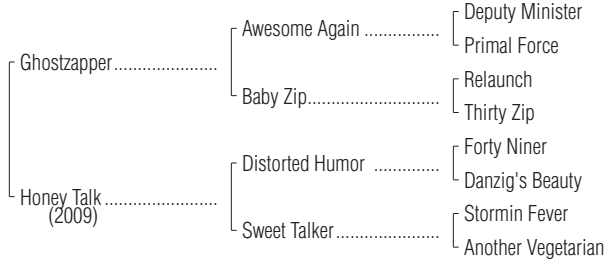 Deputy Minister
Awesome Again ................
Primal Force
Ghostzapper......................
Relaunch
Baby Zip............................
Thirty Zip
Forty Niner
Distorted Humor ..............
Danzig's Beauty
Honey Talk ........................
(2009)
Stormin Fever
Sweet Talker......................
Another Vegetarian